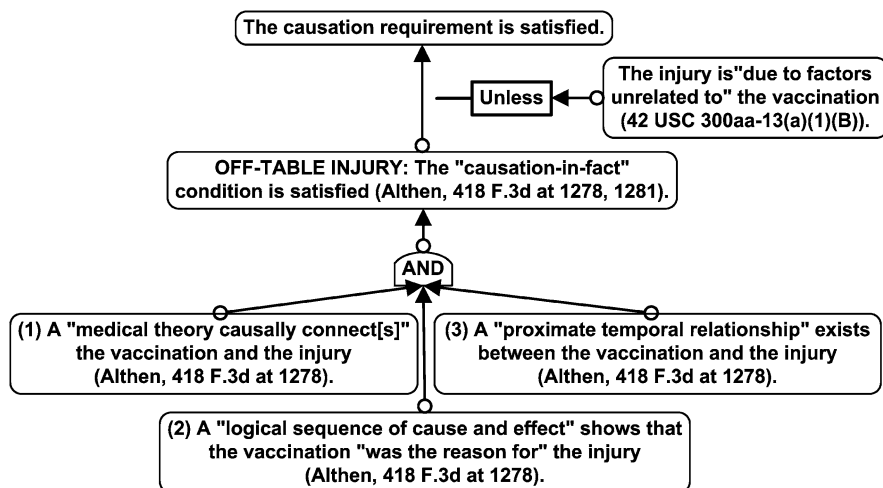 The causation requirement is satisfied.
Unless
The injury is"due to factors
unrelated to" the vaccination
(42 USC 300aa-13(a)(1)(B)).
OFF-TABLE INJURY: The "causation-in-fact"
condition is satisfied (Althen, 418 F.3d at 1278, 1281).
AND
(1) A "medical theory causally connect[s]"
the vaccination and the injury
(Althen, 418 F.3d at 1278).
(3) A "proximate temporal relationship" exists
between the vaccination and the injury
(Althen, 418 F.3d at 1278).
(2) A "logical sequence of cause and effect" shows that
the vaccination "was the reason for" the injury
(Althen, 418 F.3d at 1278).